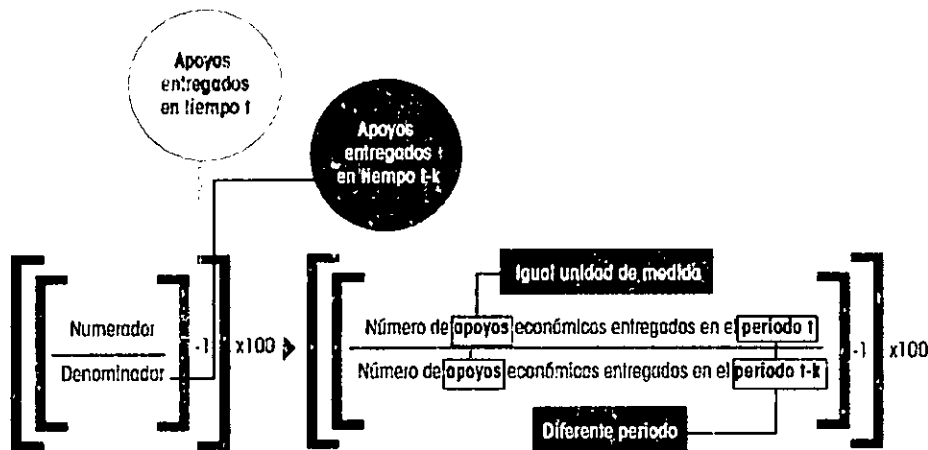 Apoyos
entregados
en tiempo t
Apoyos
entregados t
en tiempo t-k
Numerador
Denominador
-1
x100
Igual unidad de medida
Número de apoyos económicos entregados en el periodo t
Número de apoyos económicos entregados en el periodo t-k
-1
x100
Diferente periodo